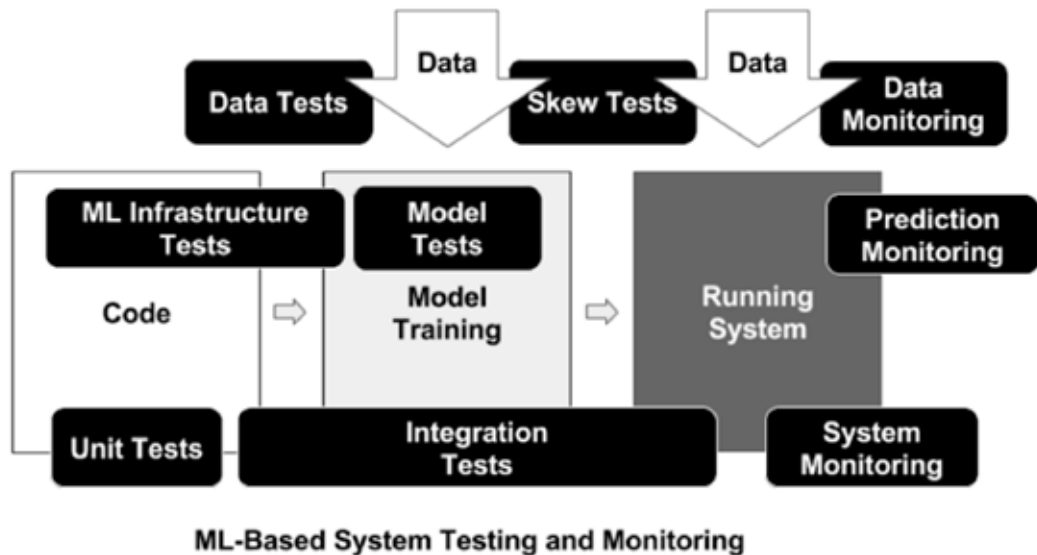 Data
Data
Data Tests
Skew Tests
Data
Monitoring
ML Infrastructure
Tests
Model
Tests
Prediction
Monitoring
Code
Model
Training
Running
System
Unit Tests
Integration
Tests
System
Monitoring
ML-Based System Testing and Monitoring